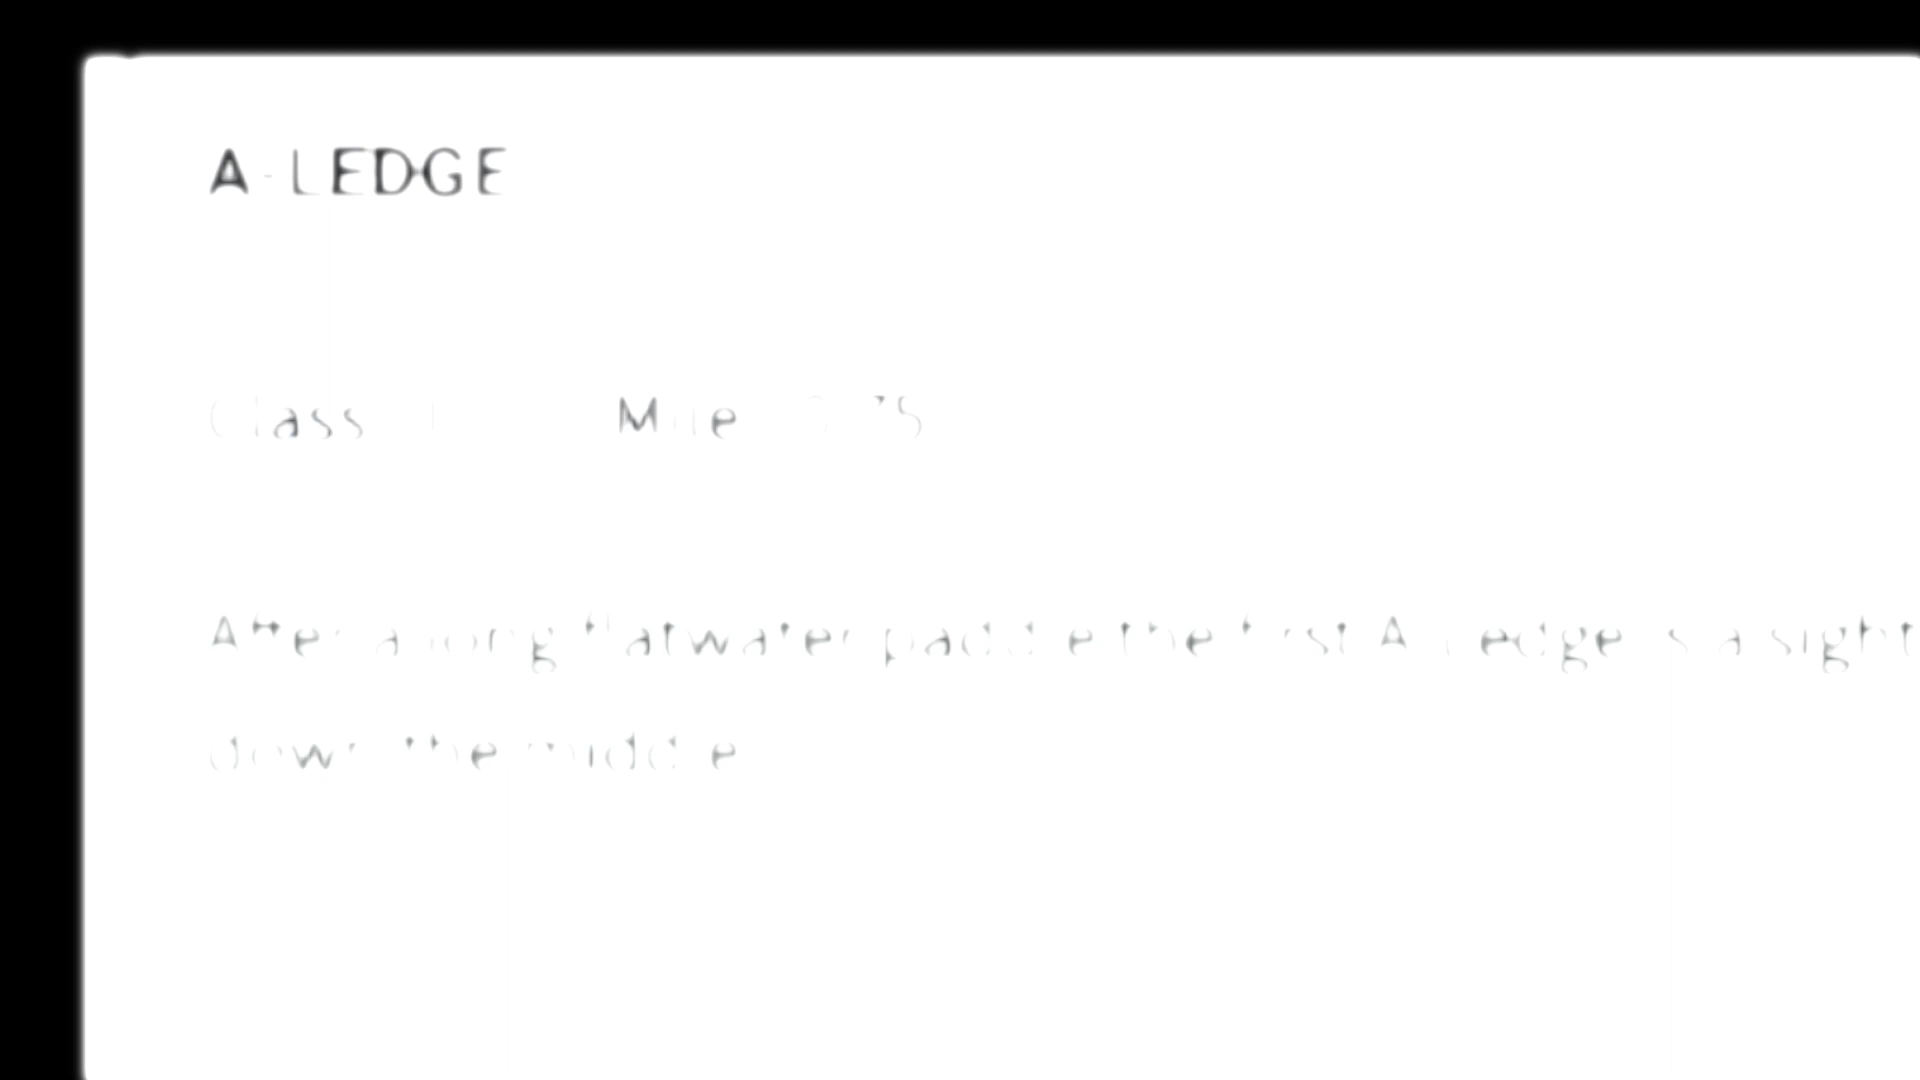 A-LEDGE
Class Mile
After a long flatwater paddle the first A Ledge is a sight
down the middle